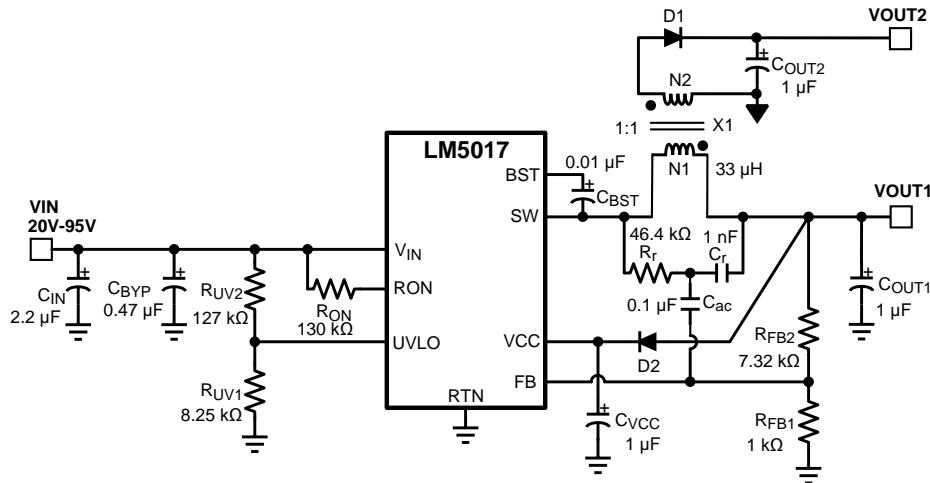 D1
VOUT2
+
COUT2
1 µF
N2
1:1
X1
LM5017
0.01 µF
+
N1
33 µH
BST
CBST
VOUT1
VIN
20V-95V
SW
46.4 kΩ
1 nF
Rr
Cr
VIN
+
+
+
CIN
2.2 µF
CBYP
0.47 µF
RUV2
127 kΩ
RON
130 kΩ
RON
0.1 µF
Cac
COUT1
1 µF
UVLO
VCC
D2
RFB2
7.32 kΩ
FB
RUV1
8.25 kΩ
RTN
+
CVCC
1 µF
RFB1
1 kΩ